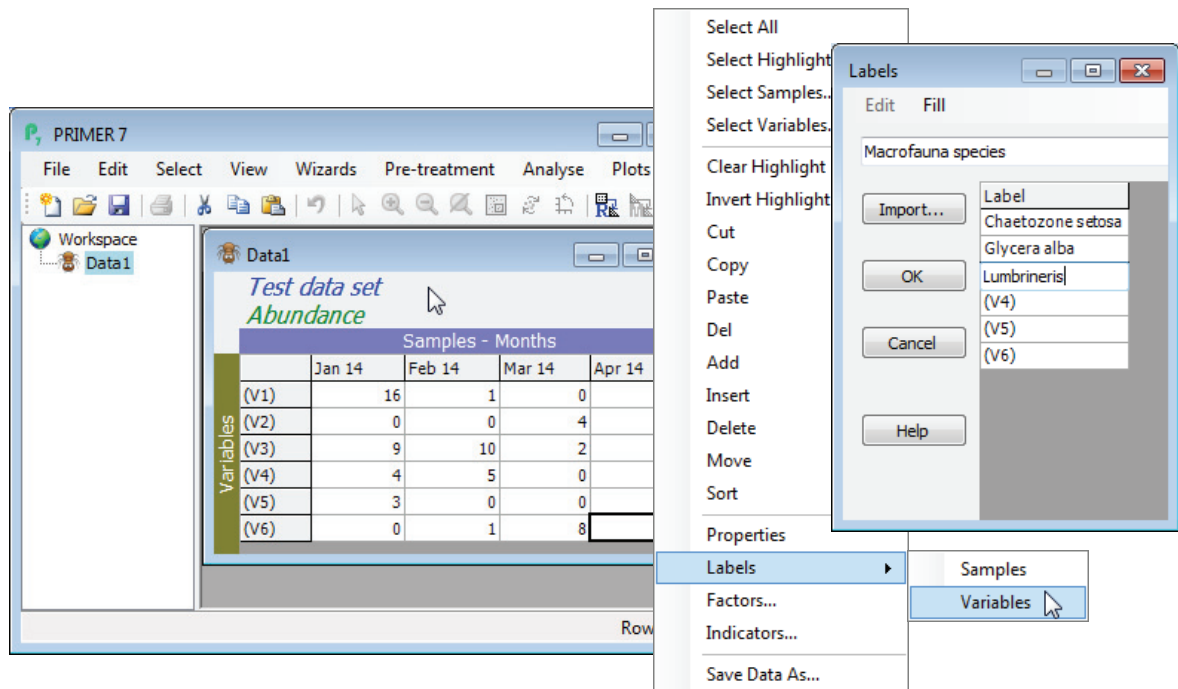 PRIMER 7
File Edit Select View Wizards Pre-treatment Analyse Plots
Workspace
Data1
Data1
Test data set
Abundance
Samples - Months
Variables
Jan 14 Feb 14 Mar 14 Apr 14
(V1) 16 1 0
(V2) 0 0 4
(V3) 9 10 2
(V4) 4 5 0
(V5) 3 0 0
(V6) 0 1 8
Row
Select All
Select Highlight
Select Samples..
Select Variables.
Clear Highlight
Invert Highlight
Cut
Copy
Paste
Del
Add
Insert
Delete
Move
Sort
Properties
Labels
Factors...
Indicators...
Save Data As...
Samples
Variables
Labels
Edit Fill
Macrofauna species
Import...
OK
Cancel
Help
Label
Chaetozone setosa
Glycera alba
Lumbrineris
(V4)
(V5)
(V6)